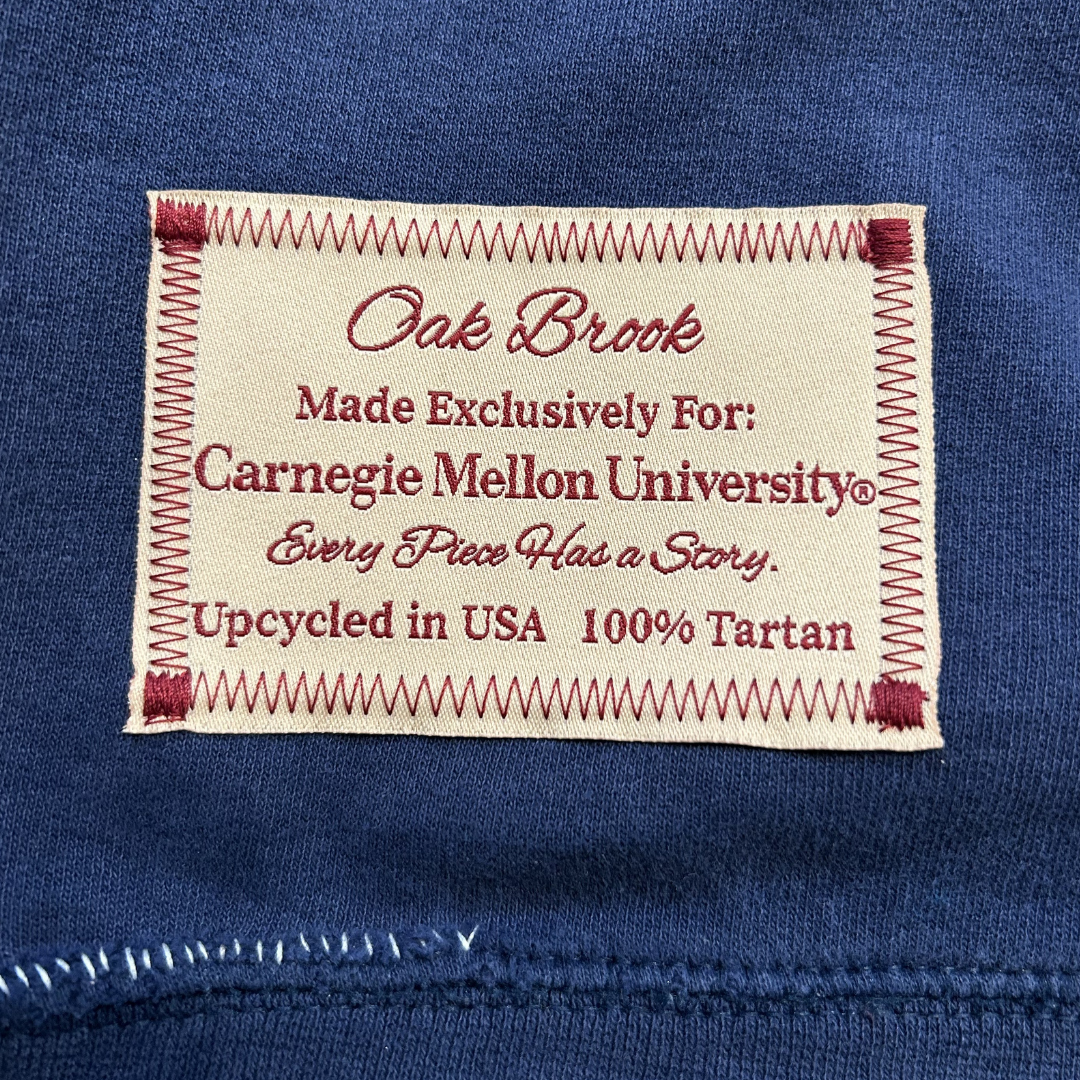 Oak Brook
Made Exclusively For:
Carnegie Mellon University®
Every Piece Has a Story.
Upcycled in USA 100% Tartan